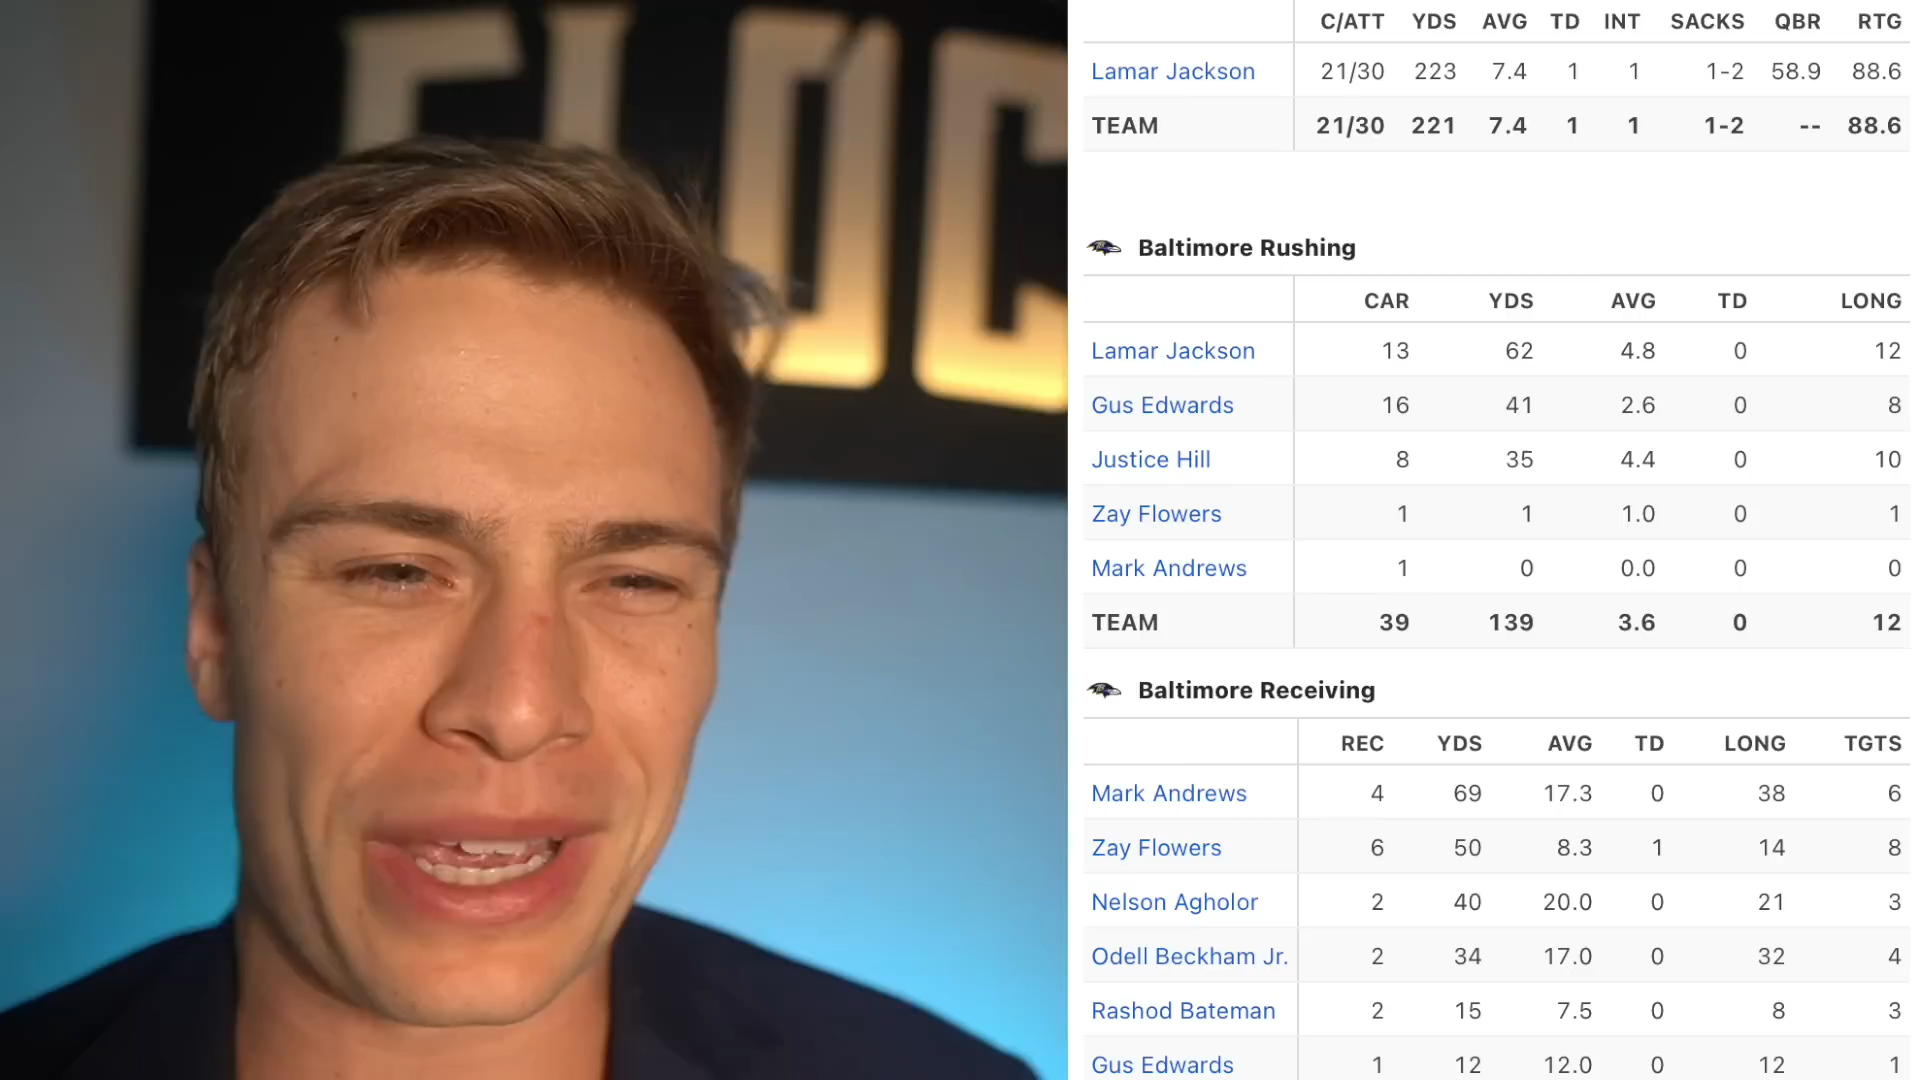 FLOC
C/ATT YDS AVG TD INT SACKS QBR RTG
Lamar Jackson 21/30 223 7.4 1 1 1-2 58.9 88.6
TEAM 21/30 221 7.4 1 1 1-2 -- 88.6
Baltimore Rushing
CAR YDS AVG TD LONG
Lamar Jackson 13 62 4.8 0 12
Gus Edwards 16 41 2.6 0 8
Justice Hill 8 35 4.4 0 10
Zay Flowers 1 1 1.0 0 1
Mark Andrews 1 0 0.0 0 0
TEAM 39 139 3.6 0 12
Baltimore Receiving
REC YDS AVG TD LONG TGTS
Mark Andrews 4 69 17.3 0 38 6
Zay Flowers 6 50 8.3 1 14 8
Nelson Agholor 2 40 20.0 0 21 3
Odell Beckham Jr. 2 34 17.0 0 32 4
Rashod Bateman 2 15 7.5 0 8 3
Gus Edwards 1 12 12.0 0 12 1